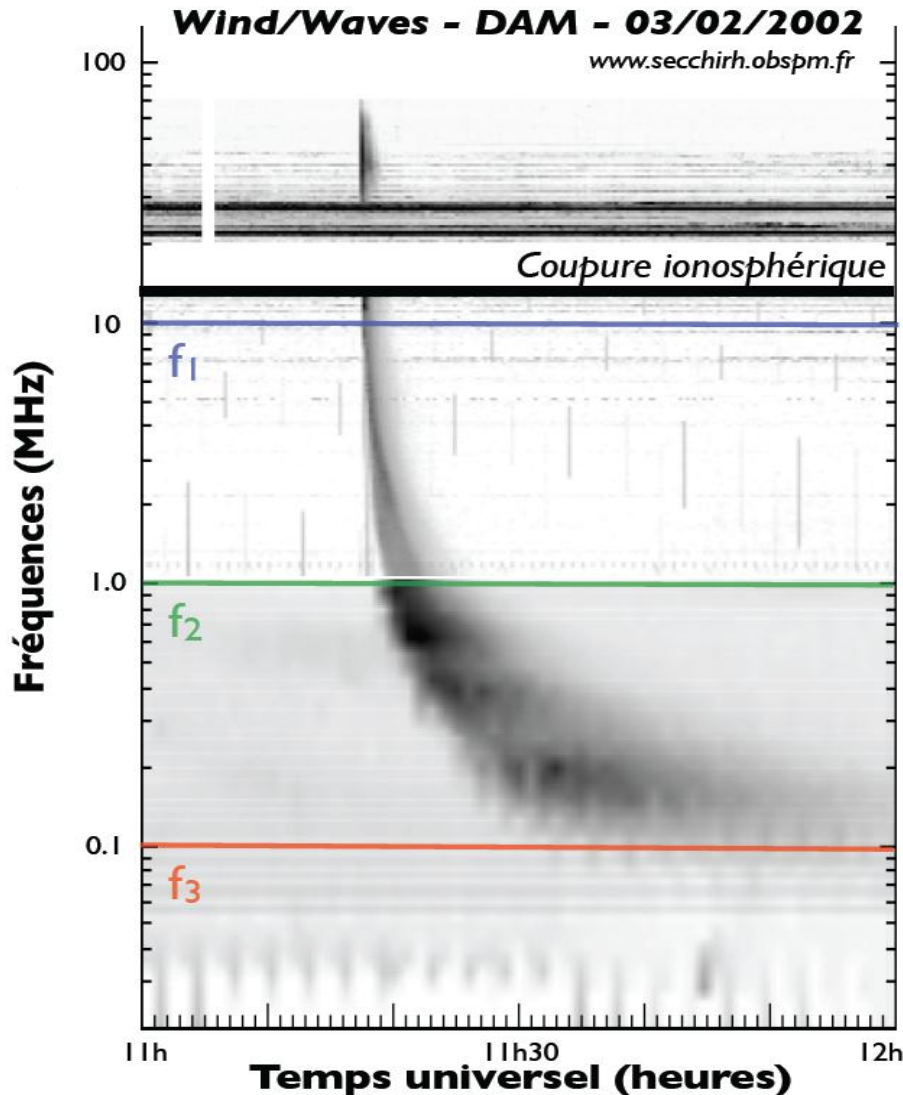 Wind/Waves - DAM - 03/02/2002
www.secchirh.obspm.fr
100
Coupure ionosphérique
10
f1
Fréquences (MHz)
1.0
f2
0.1
f3
11h
11h30
12h
Temps universel (heures)